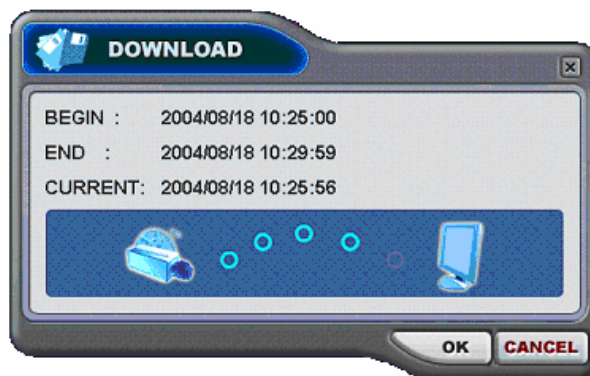 DOWNLOAD
BEGIN : 2004/08/18 10:25:00
END : 2004/08/18 10:29:59
CURRENT: 2004/08/18 10:25:56
OK CANCEL